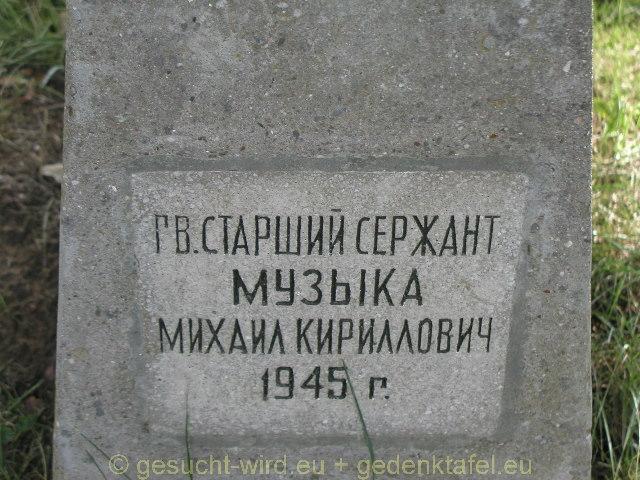 ГВ.СТАРШИЙ СЕРЖАНТ
МУЗЫКА
МИХАИЛ КИРИЛЛОВИЧ
1945 г.
© gesucht-wird.eu + gedenktafel.eu